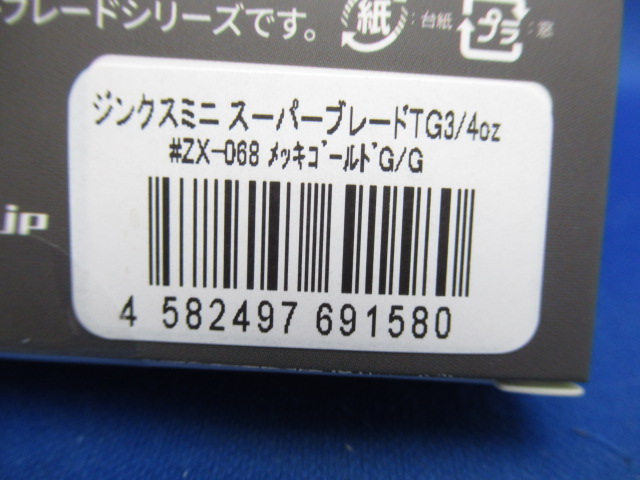 ブレードシリーズです。
紙
:台紙
プラ
:窓
ジンクスミニ スーパーブレードTG3/4oz
#ZX-068 ﾒｯｷｺﾞｰﾙﾄﾞG/G
4 582497 691580
.jp